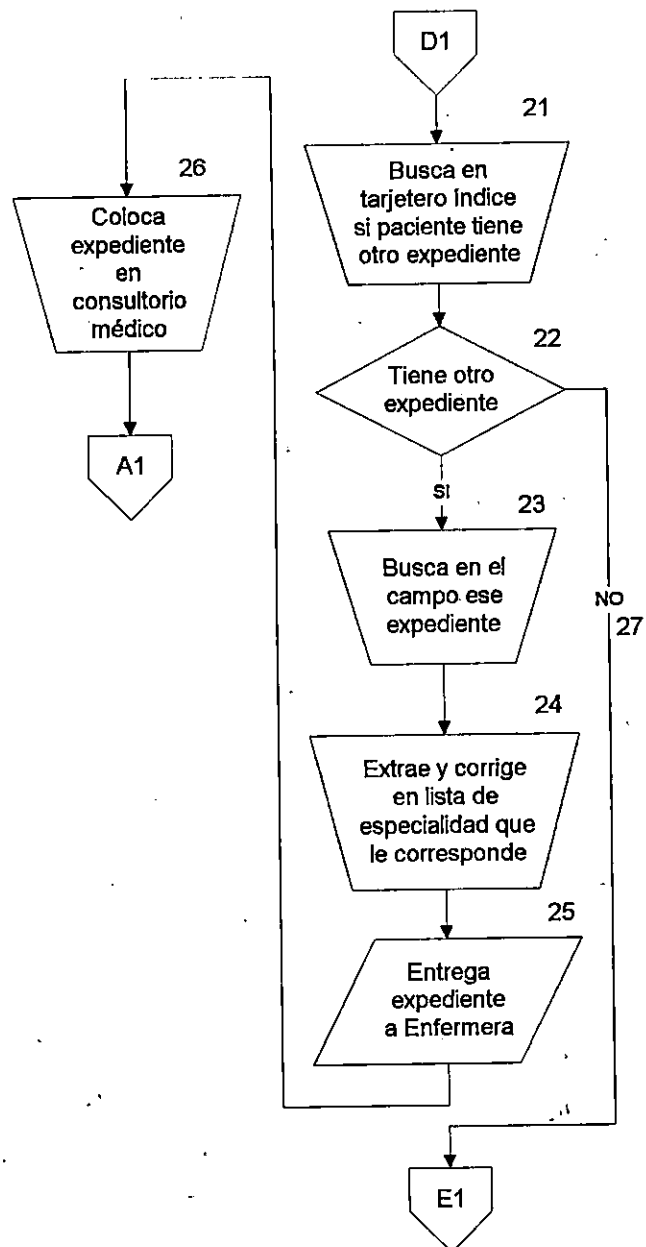 D1
21
Busca en
tarjetero índice
si paciente tiene
otro expediente
22
Tiene otro
expediente
SI
23
Busca en el
campo ese
expediente
NO
27
24
Extrae y corrige
en lista de
especialidad que
le corresponde
25
Entrega
expediente
a Enfermera
26
Coloca
expediente
en
consultorio
médico
A1
E1